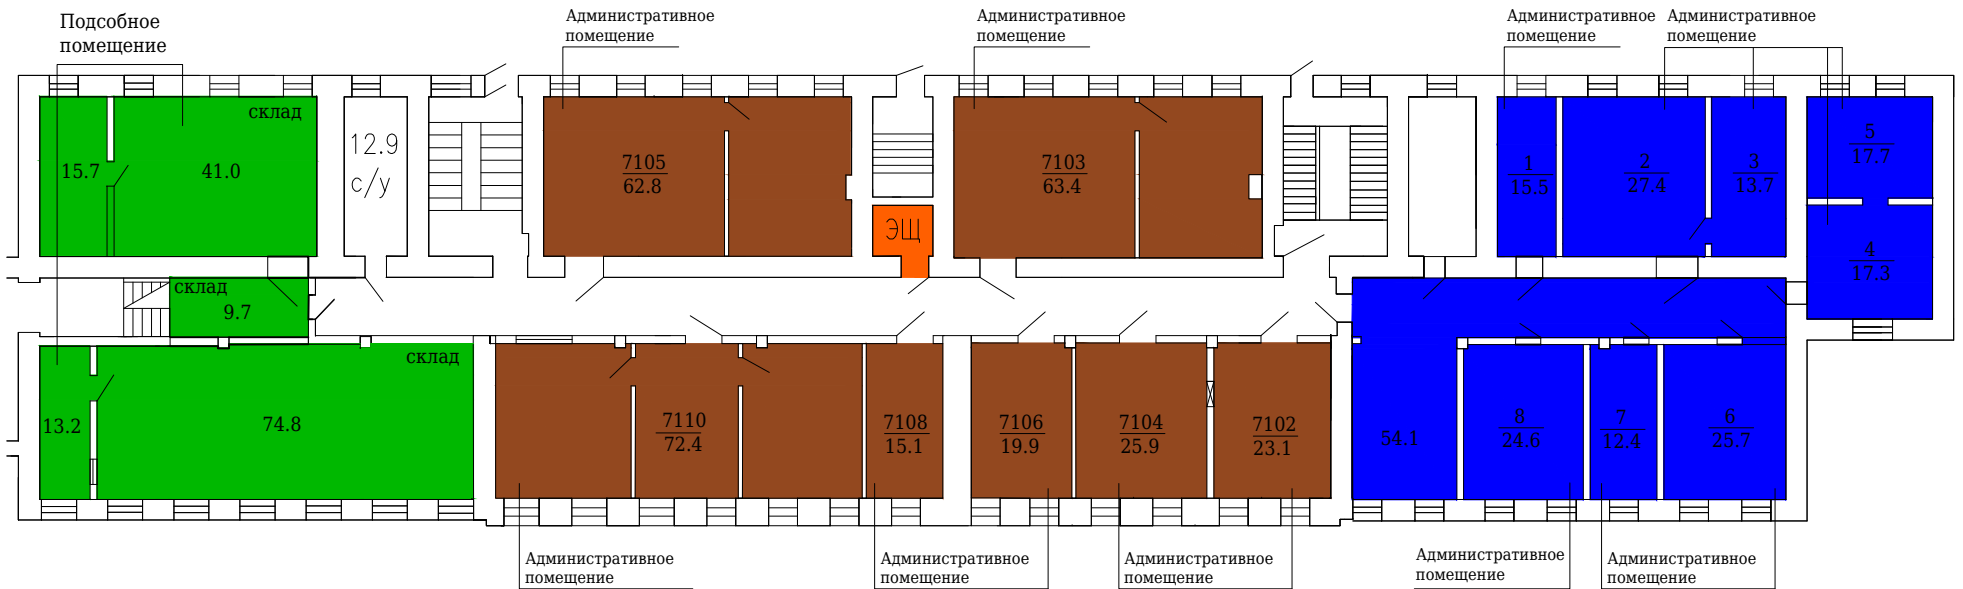 Подсобное
помещение
Административное
помещение
Административное
помещение
Административное
помещение
Административное
помещение
склад
15.7
41.0
12.9
с/у
7105
62.8
ЭЩ
7103
63.4
1
15.5
2
27.4
3
13.7
5
17.7
4
17.3
склад
9.7
склад
13.2
74.8
7110
72.4
7108
15.1
7106
19.9
7104
25.9
7102
23.1
54.1
8
24.6
7
12.4
6
25.7
Административное
помещение
Административное
помещение
Административное
помещение
Административное
помещение
Административное
помещение